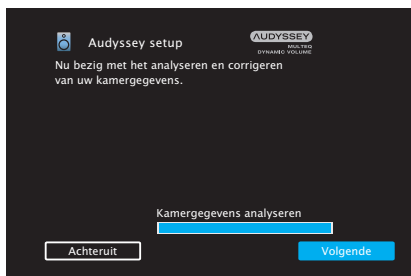 Audyssey setup
AUDYSSEY
MULTEQ
DYNAMIC VOLUME
Nu bezig met het analyseren en corrigeren
van uw kamergegevens.
Kamergegevens analyseren
Achteruit
Volgende